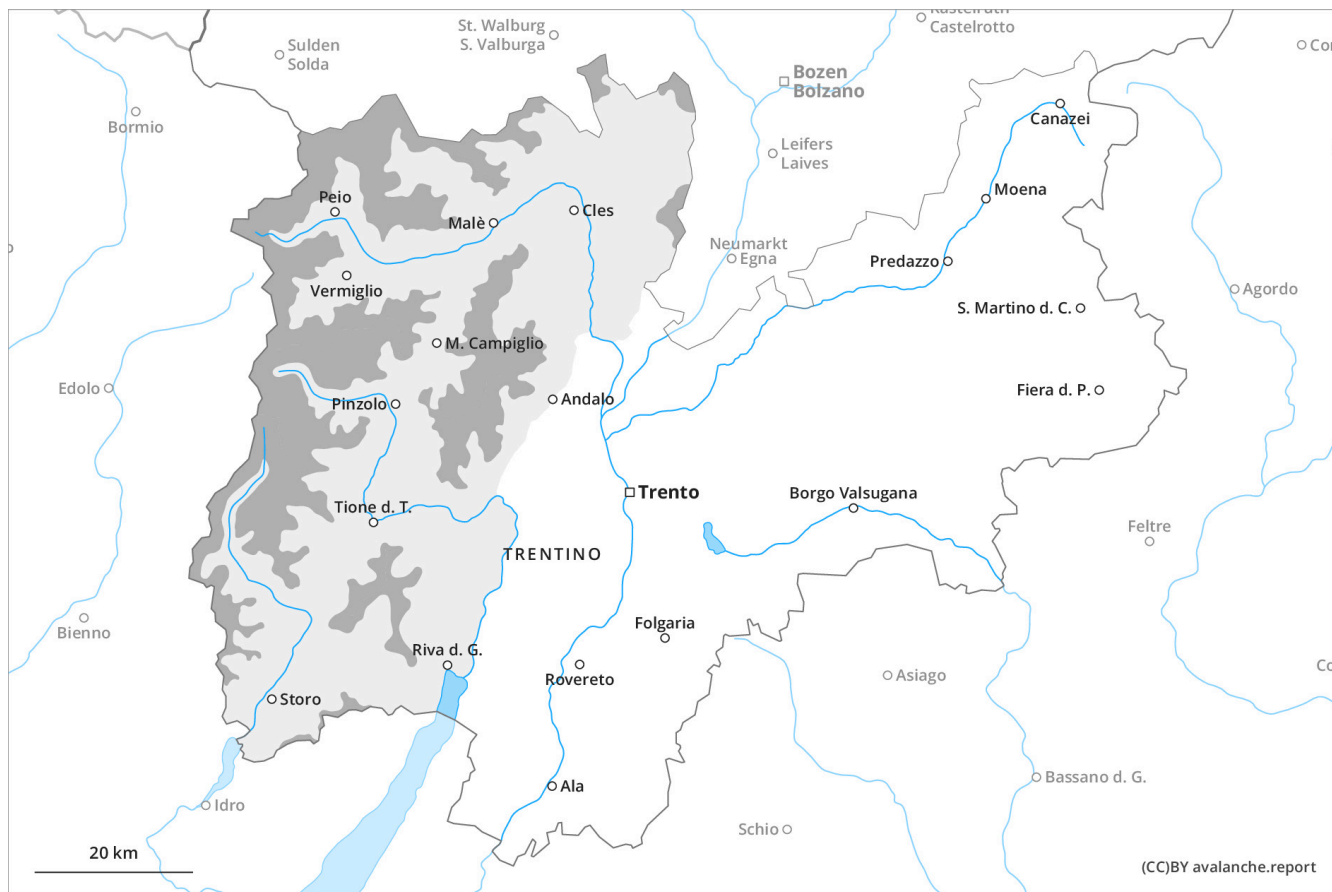 Castelrotto
St. Walburg
S. Valburga
Sulden
Solda
Bozen
Bolzano
Bormio
Canazei
Leifers
Laives
Peio
Moena
Malè
Cles
Neumarkt
Egna
Predazzo
Vermiglio
Agordo
S. Martino d. C.
M. Campiglio
Edolo
Fiera d. P.
Pinzolo
Andalo
Trento
Borgo Valsugana
Tione d. T.
Feltre
TRENTINO
Bienno
Folgaria
Riva d. G.
Rovereto
Asiago
Storo
Ala
Bassano d. G.
Idro
Schio
20 km
(CC)BY avalanche.report